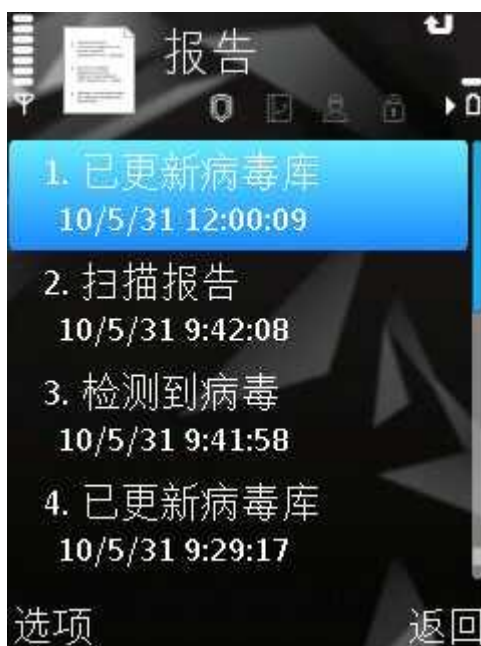 报告
1. 已更新病毒库
10/5/31 12:00:09
2. 扫描报告
10/5/31 9:42:08
3. 检测到病毒
10/5/31 9:41:58
4. 已更新病毒库
10/5/31 9:29:17
选项
返回